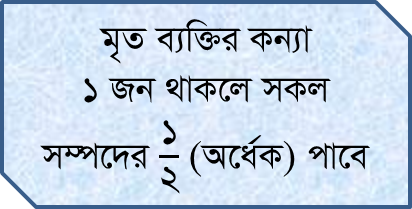 মৃত ব্যক্তির কন্যা
১ জন থাকলে সকল
সম্পদের ১/২ (অর্ধেক) পাবে